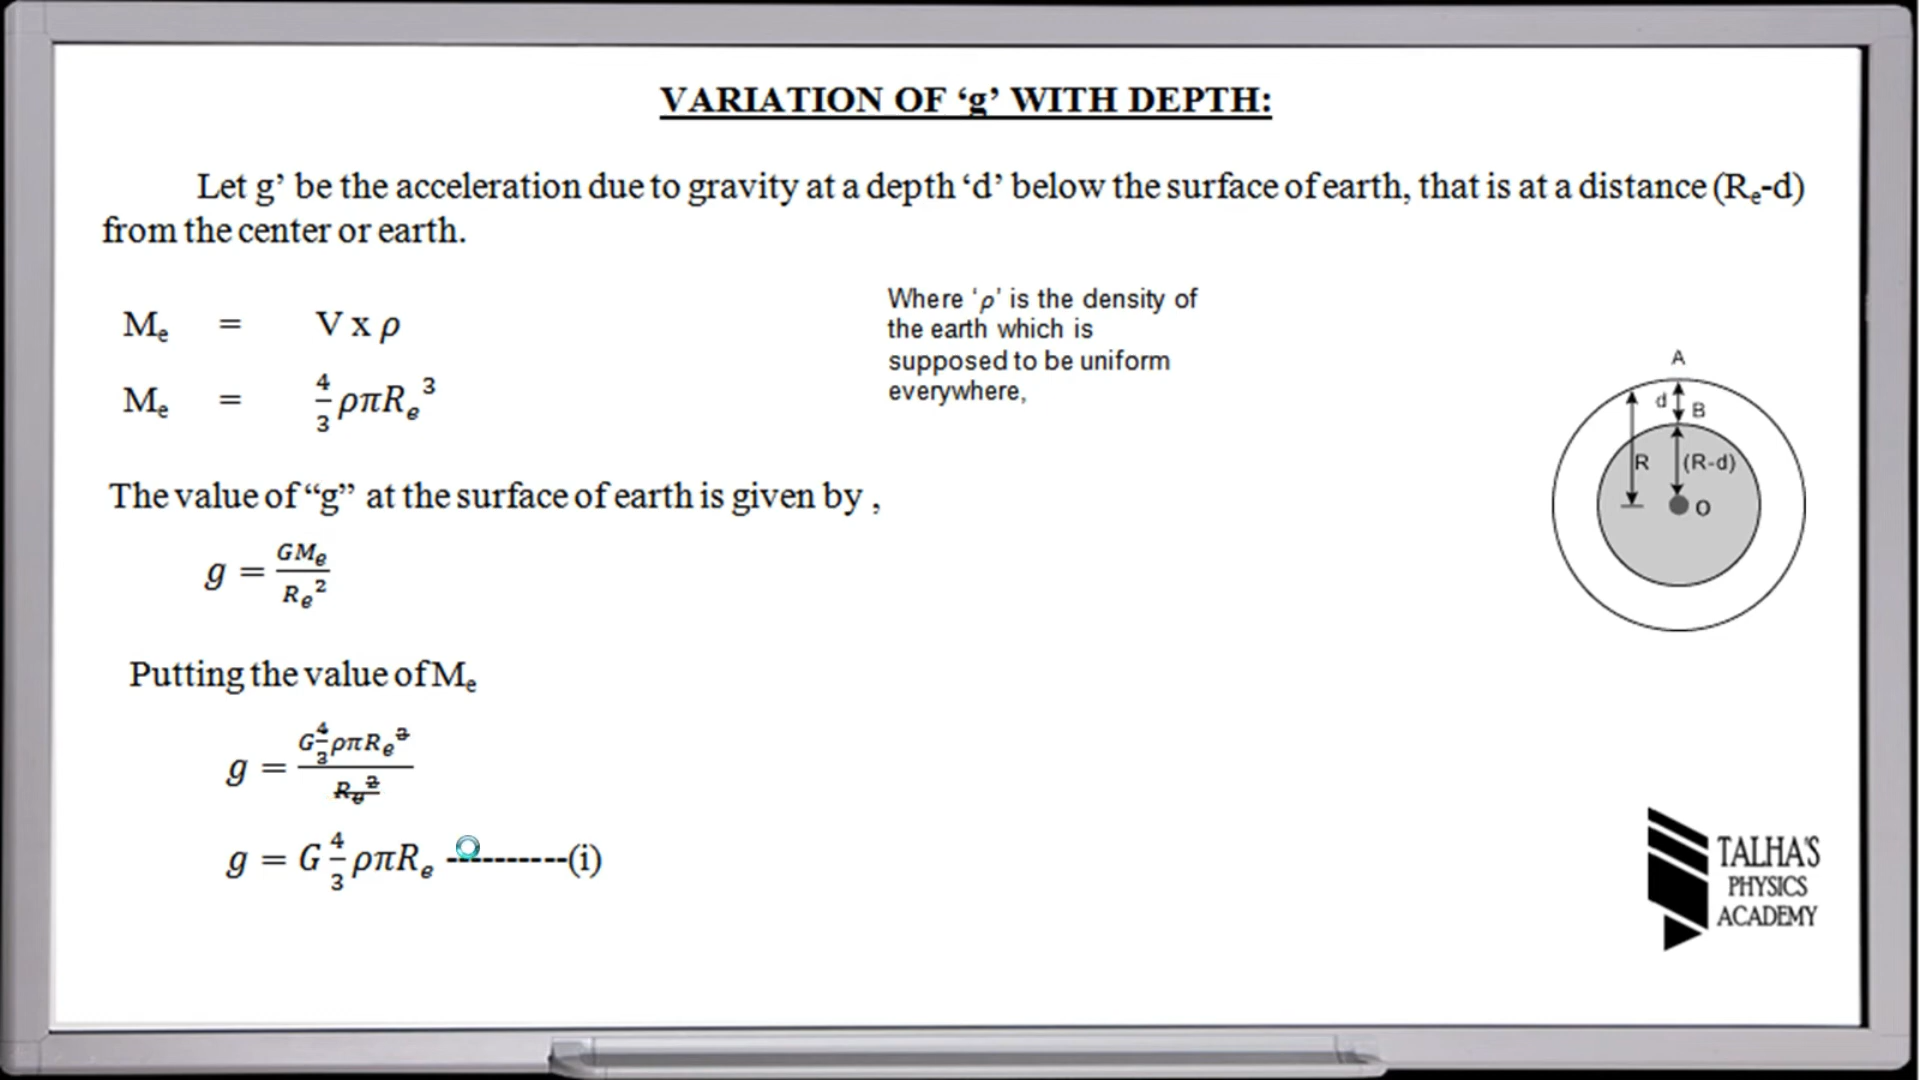 VARIATION OF ‘g’ WITH DEPTH:
Let g’ be the acceleration due to gravity at a depth ‘d’ below the surface of earth, that is at a distance (Rₑ-d)
from the center or earth.
Mₑ = V x ρ
Where ‘ρ’ is the density of
the earth which is
supposed to be uniform
everywhere,
Mₑ = 4/3 ρπRₑ³
A
d
B
R
(R-d)
O
The value of “g” at the surface of earth is given by ,
g = GMₑ/Rₑ²
Putting the value of Mₑ
g = G4/3ρπRₑ³/Rₑ²
g = G 4/3 ρπRₑ ----------(i)
TALHA'S
PHYSICS
ACADEMY